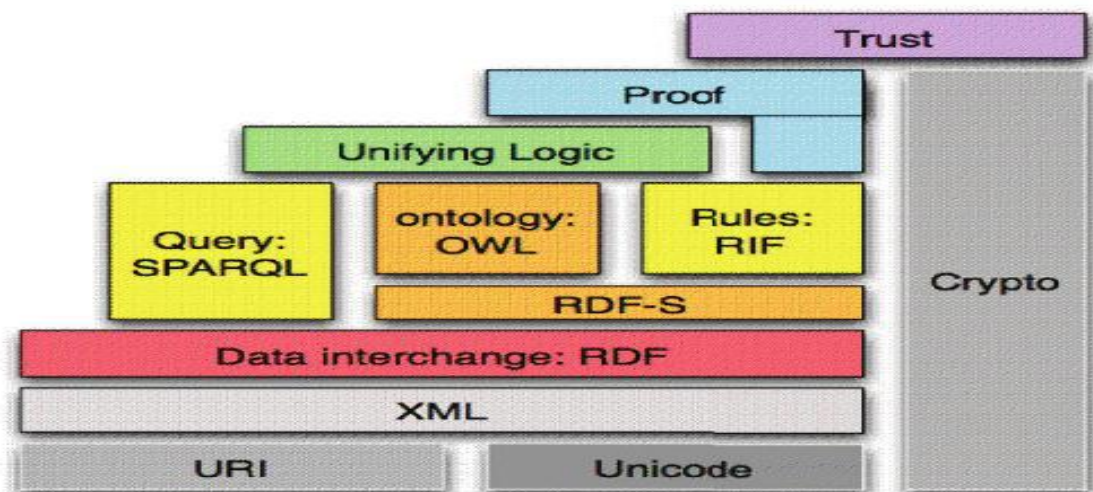 Trust
Proof
Unifying Logic
Query:
SPARQL
ontology:
OWL
Rules:
RIF
Crypto
RDF-S
Data interchange: RDF
XML
URI
Unicode